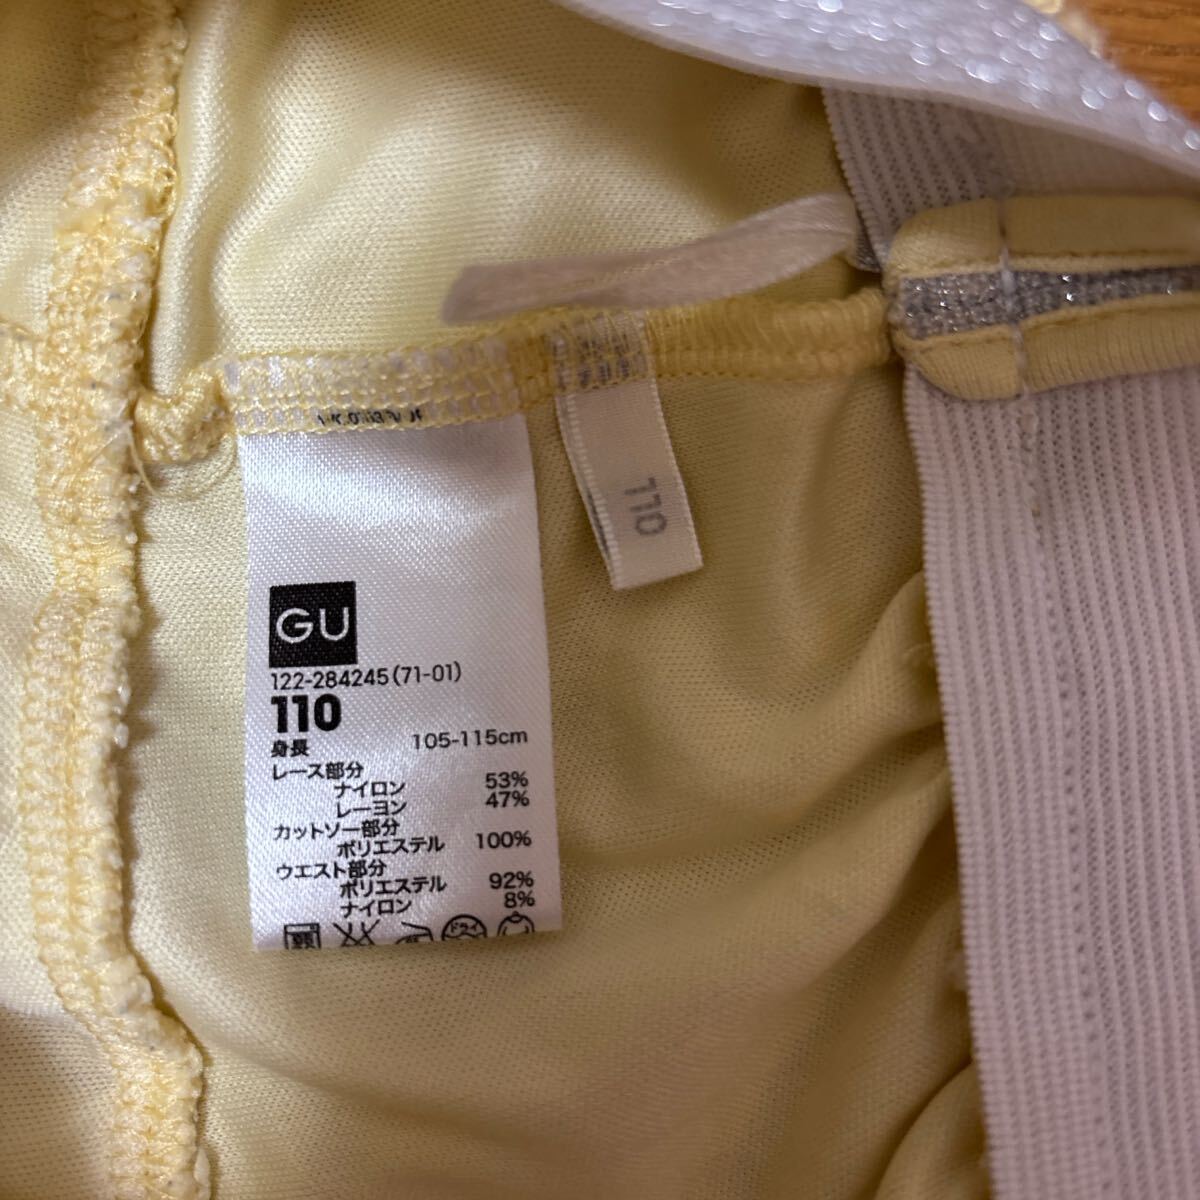 110
GU
122-284245(71-01)
110
身長 105-115cm
レース部分
ナイロン 53%
レーヨン 47%
カットソー部分
ポリエステル 100%
ウエスト部分
ポリエステル 92%
ナイロン 8%
ドライ